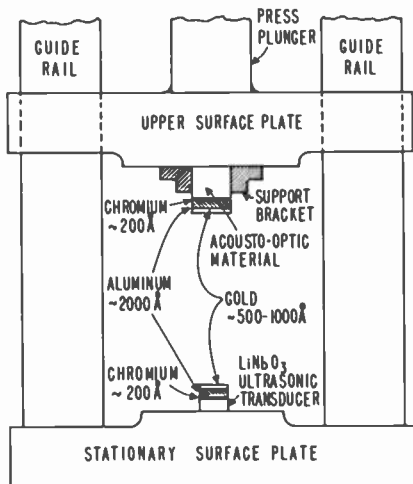 PRESS
PLUNGER
GUIDE
RAIL
GUIDE
RAIL
UPPER SURFACE PLATE
CHROMIUM
~200Å
SUPPORT
BRACKET
ACOUSTO-OPTIC
MATERIAL
ALUMINUM
~2000Å
GOLD
~500-1000Å
CHROMIUM
~200Å
LiNbO3
ULTRASONIC
TRANSDUCER
STATIONARY SURFACE PLATE